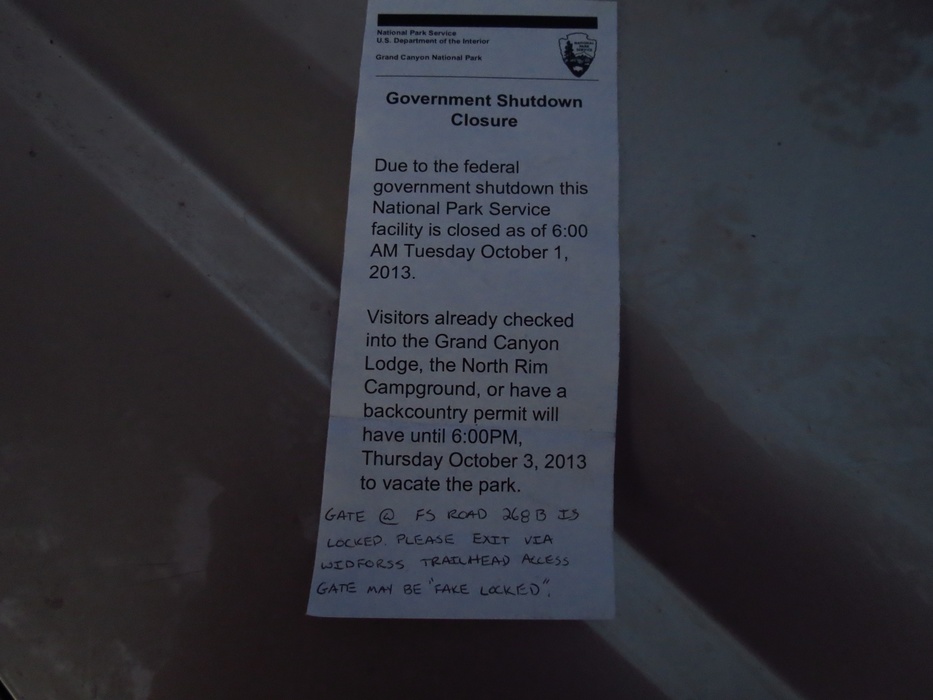 National Park Service
U.S. Department of the Interior
Grand Canyon National Park
NATIONAL
PARK
SERVICE
Government Shutdown
Closure
Due to the federal
government shutdown this
National Park Service
facility is closed as of 6:00
AM Tuesday October 1,
2013.
Visitors already checked
into the Grand Canyon
Lodge, the North Rim
Campground, or have a
backcountry permit will
have until 6:00PM,
Thursday October 3, 2013
to vacate the park.
GATE @ FS ROAD 268 B IS
LOCKED. PLEASE EXIT VIA
WIDFORSS TRAILHEAD ACCESS
GATE MAY BE "FAKE LOCKED".